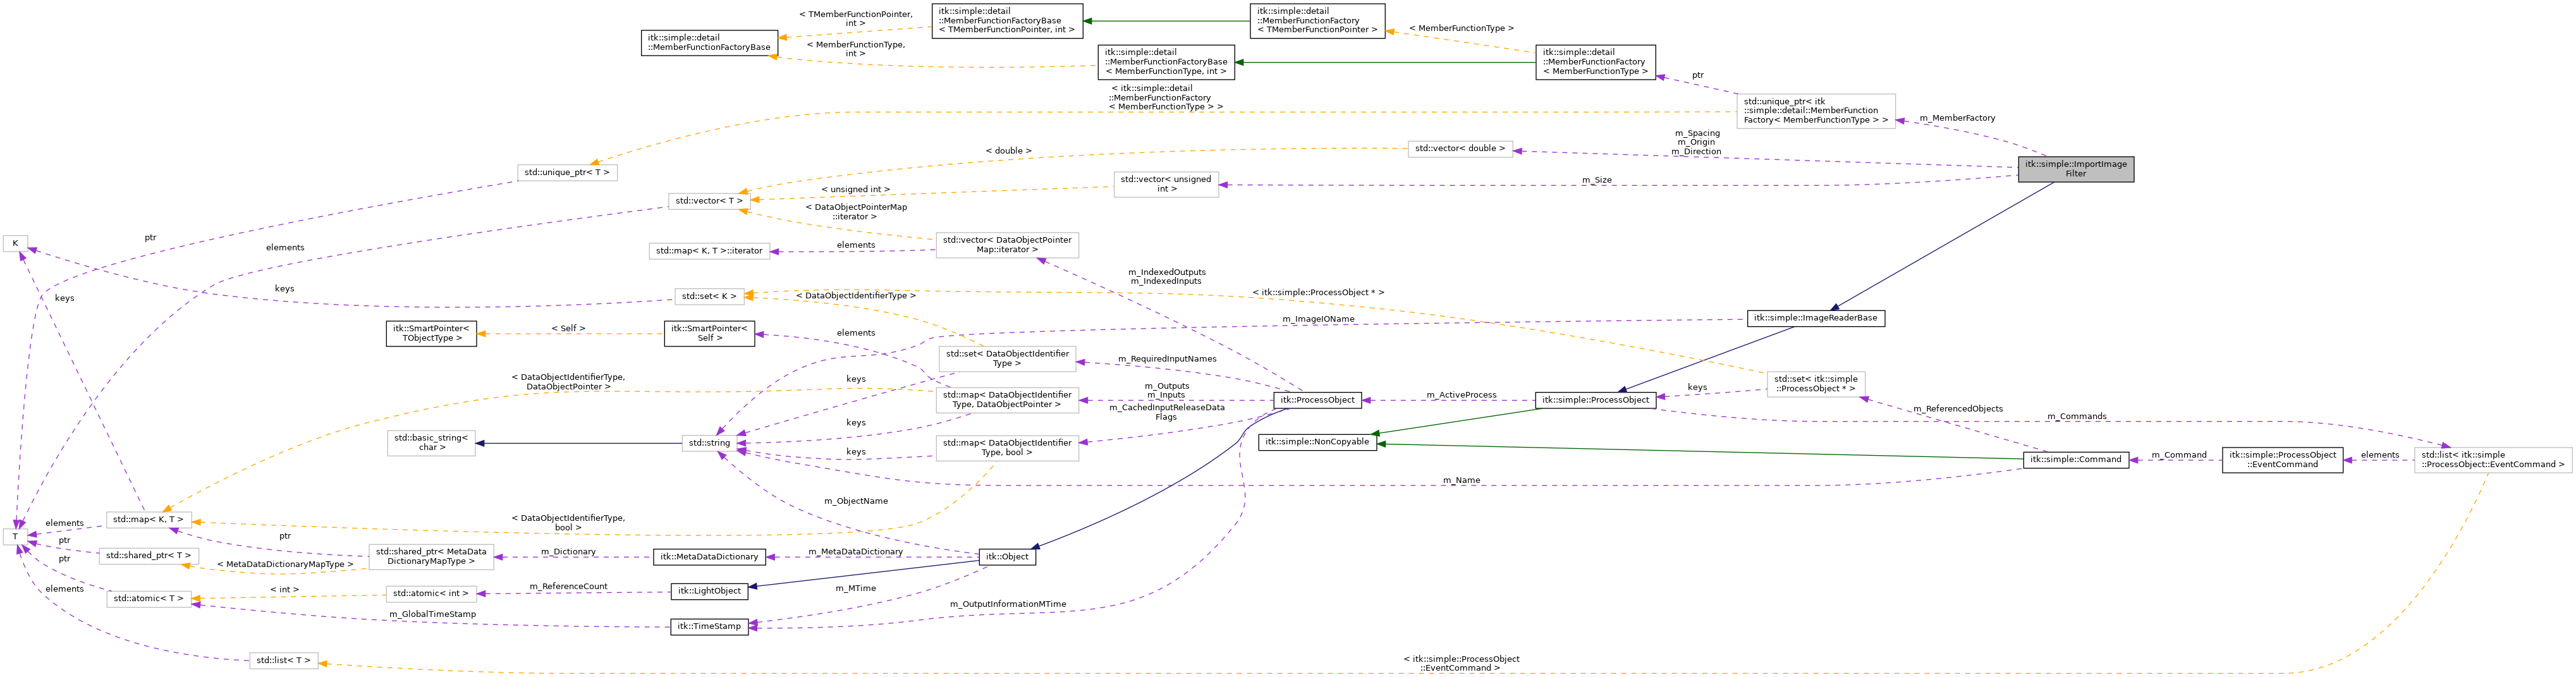 itk::simple::detail
::MemberFunctionFactoryBase
< TMemberFunctionPointer,
int >
< MemberFunctionType,
int >
itk::simple::detail
::MemberFunctionFactoryBase
< TMemberFunctionPointer, int >
itk::simple::detail
::MemberFunctionFactory
< TMemberFunctionPointer >
< MemberFunctionType >
itk::simple::detail
::MemberFunctionFactoryBase
< MemberFunctionType, int >
itk::simple::detail
::MemberFunctionFactory
< MemberFunctionType >
ptr
< itk::simple::detail
::MemberFunctionFactory
< MemberFunctionType > >
std::unique_ptr< itk
::simple::detail::MemberFunction
Factory< MemberFunctionType > >
m_MemberFactory
std::unique_ptr< T >
< double >
std::vector< double >
m_Spacing
m_Origin
m_Direction
itk::simple::ImportImage
Filter
std::vector< T >
< unsigned int >
std::vector< unsigned
int >
m_Size
< DataObjectPointerMap
::iterator >
ptr
elements
K
std::map< K, T >::iterator
elements
std::vector< DataObjectPointer
Map::iterator >
m_IndexedOutputs
m_IndexedInputs
keys
keys
std::set< K >
< DataObjectIdentifierType >
< itk::simple::ProcessObject * >
itk::SmartPointer<
TObjectType >
< Self >
itk::SmartPointer<
Self >
elements
m_ImageIOName
itk::simple::ImageReaderBase
std::set< DataObjectIdentifier
Type >
m_RequiredInputNames
< DataObjectIdentifierType,
DataObjectPointer >
keys
std::map< DataObjectIdentifier
Type, DataObjectPointer >
m_Outputs
m_Inputs
itk::ProcessObject
m_ActiveProcess
itk::simple::ProcessObject
keys
std::set< itk::simple
::ProcessObject * >
m_CachedInputReleaseData
Flags
m_ReferencedObjects
m_Commands
keys
std::basic_string<
char >
std::string
keys
std::map< DataObjectIdentifier
Type, bool >
itk::simple::NonCopyable
itk::simple::Command
m_Command
itk::simple::ProcessObject
::EventCommand
elements
std::list< itk::simple
::ProcessObject::EventCommand >
m_Name
m_ObjectName
std::map< K, T >
elements
< DataObjectIdentifierType,
bool >
T
ptr
ptr
std::shared_ptr< T >
std::shared_ptr< MetaData
DictionaryMapType >
m_Dictionary
itk::MetaDataDictionary
m_MetaDataDictionary
itk::Object
ptr
< MetaDataDictionaryMapType >
elements
std::atomic< T >
< int >
std::atomic< int >
m_ReferenceCount
itk::LightObject
m_MTime
m_GlobalTimeStamp
itk::TimeStamp
m_OutputInformationMTime
std::list< T >
< itk::simple::ProcessObject
::EventCommand >